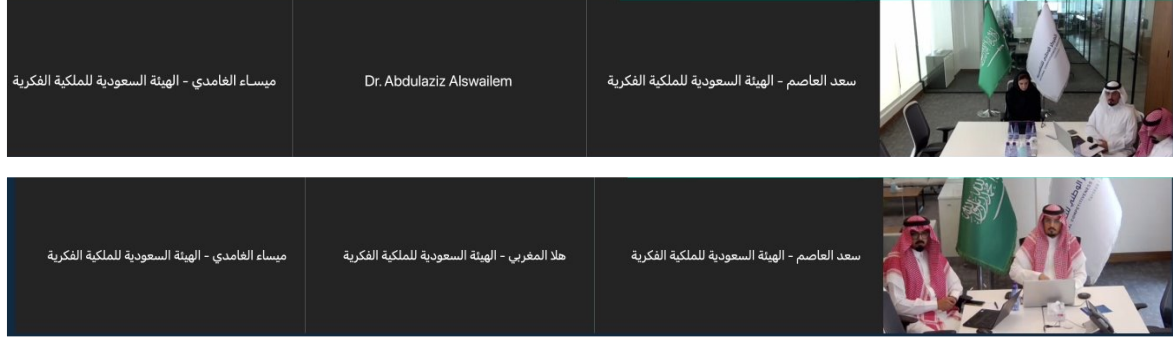 سعد العاصم - الهيئة السعودية للملكية الفكرية
Dr. Abdulaziz Alswailem
ميساء الغامدي - الهيئة السعودية للملكية الفكرية
سعد العاصم - الهيئة السعودية للملكية الفكرية
هلا المغربي - الهيئة السعودية للملكية الفكرية
ميساء الغامدي - الهيئة السعودية للملكية الفكرية